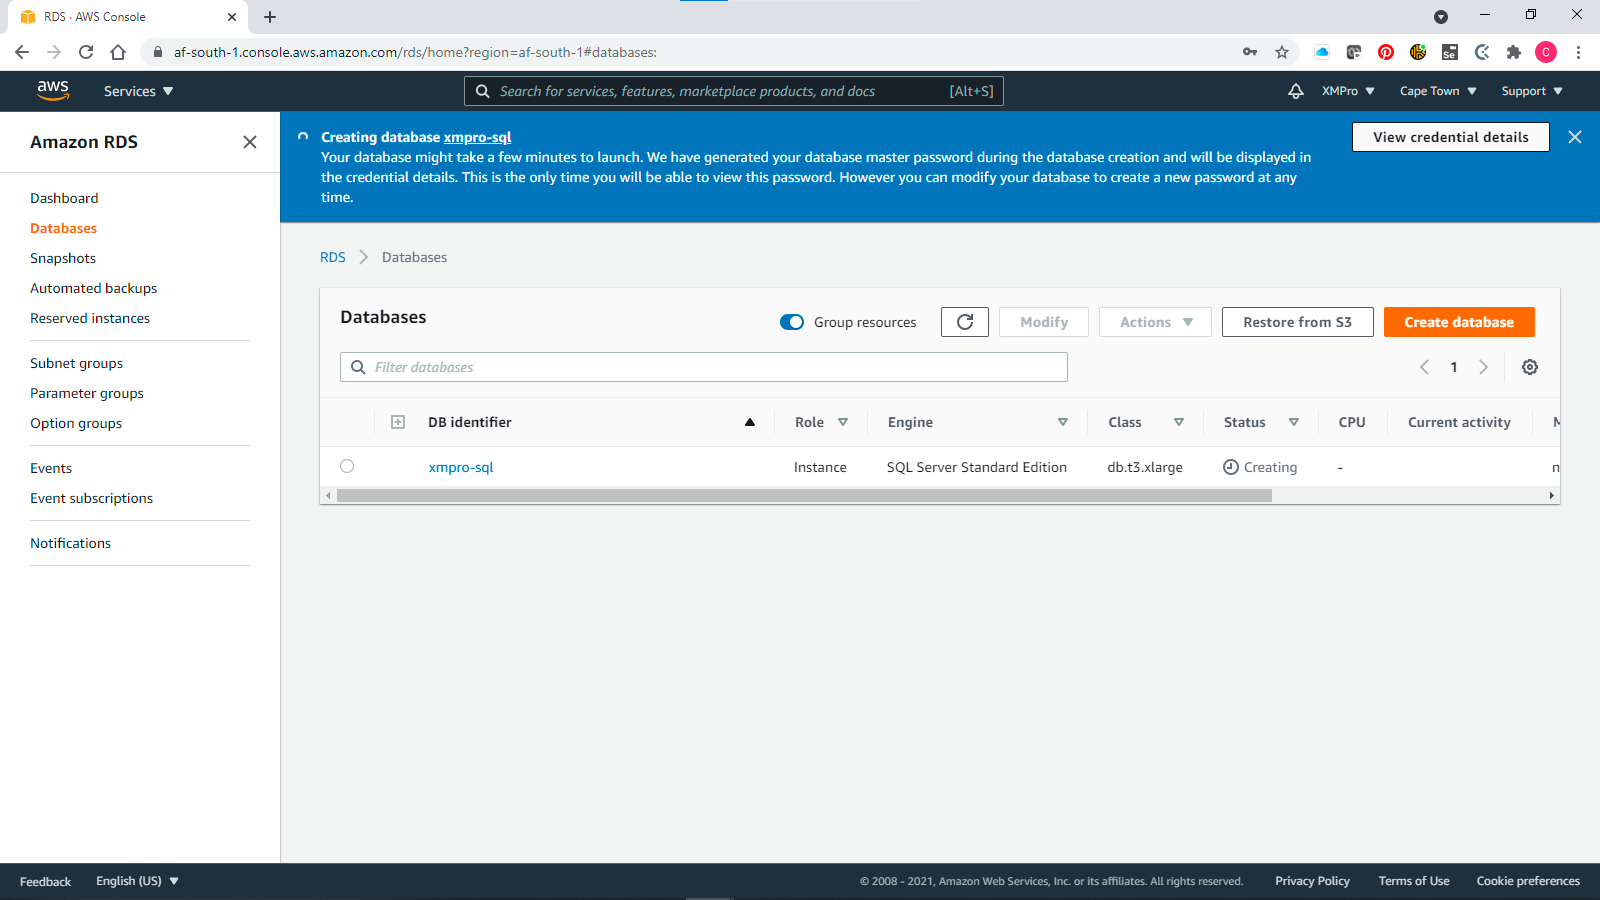 RDS · AWS Console
af-south-1.console.aws.amazon.com/rds/home?region=af-south-1#databases:
Se
C
aws
Services
Search for services, features, marketplace products, and docs
[Alt+S]
XMPro
Cape Town
Support
Amazon RDS
Dashboard
Databases
Snapshots
Automated backups
Reserved instances
Subnet groups
Parameter groups
Option groups
Events
Event subscriptions
Notifications
Creating database xmpro-sql
Your database might take a few minutes to launch. We have generated your database master password during the database creation and will be displayed in
the credential details. This is the only time you will be able to view this password. However you can modify your database to create a new password at any
time.
View credential details
RDS
Databases
Databases
Group resources
Modify
Actions
Restore from S3
Create database
Filter databases
1
DB identifier
Role
Engine
Class
Status
CPU
Current activity
xmpro-sql
Instance
SQL Server Standard Edition
db.t3.xlarge
Creating
-
Feedback
English (US)
© 2008 - 2021, Amazon Web Services, Inc. or its affiliates. All rights reserved.
Privacy Policy
Terms of Use
Cookie preferences